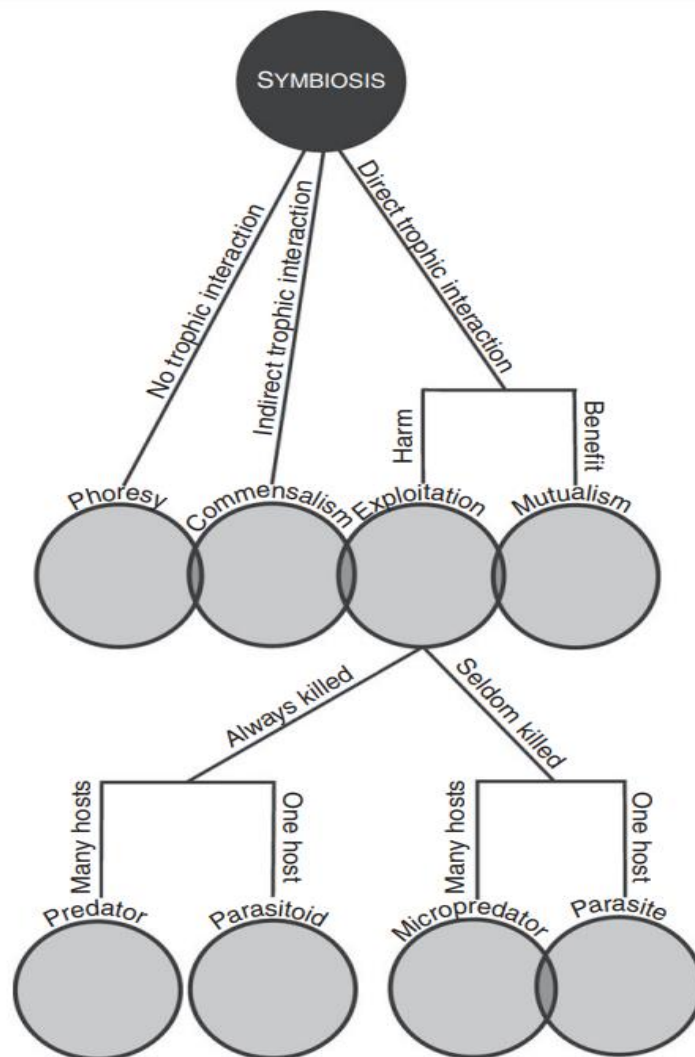 SYMBIOSIS
No trophic interaction
Indirect trophic interaction
Direct trophic interaction
Harm
Benefit
Phoresy
Commensalism
Exploitation
Mutualism
Always killed
Seldom killed
Many hosts
One host
Many hosts
One host
Predator
Parasitoid
Micropredator
Parasite